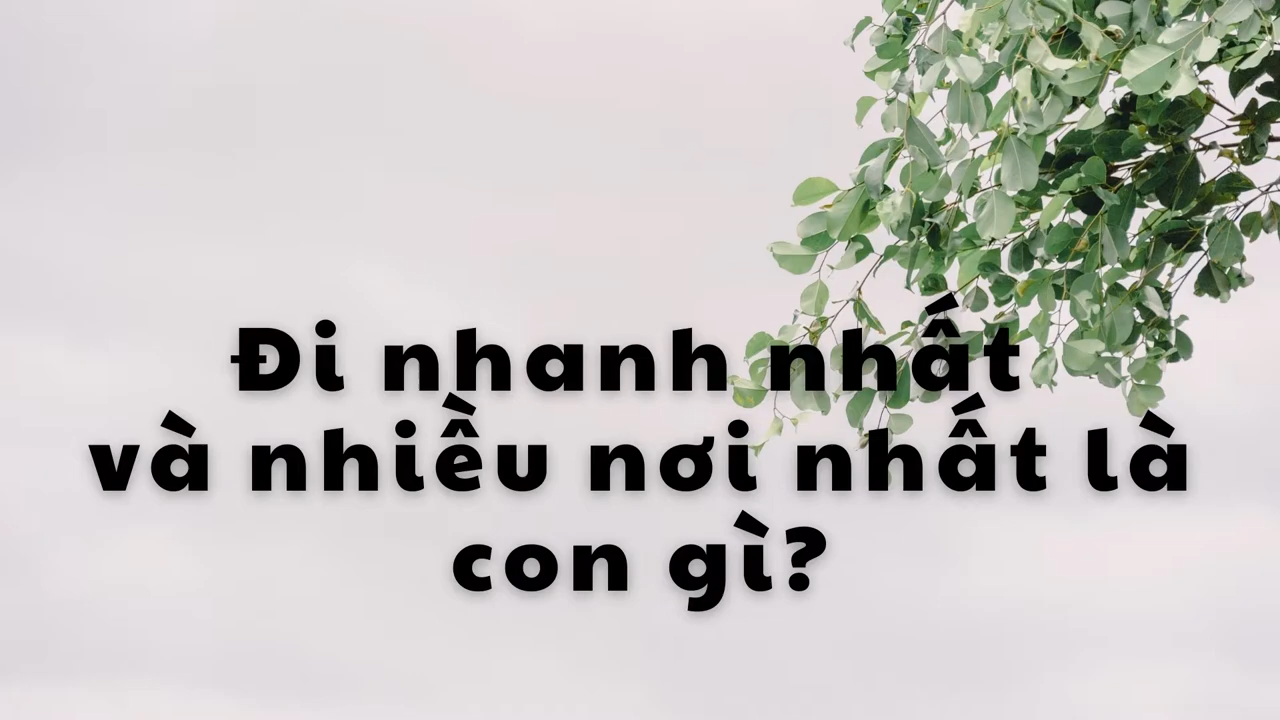 Đi nhanh nhất
và nhiều nơi nhất là
con gì?